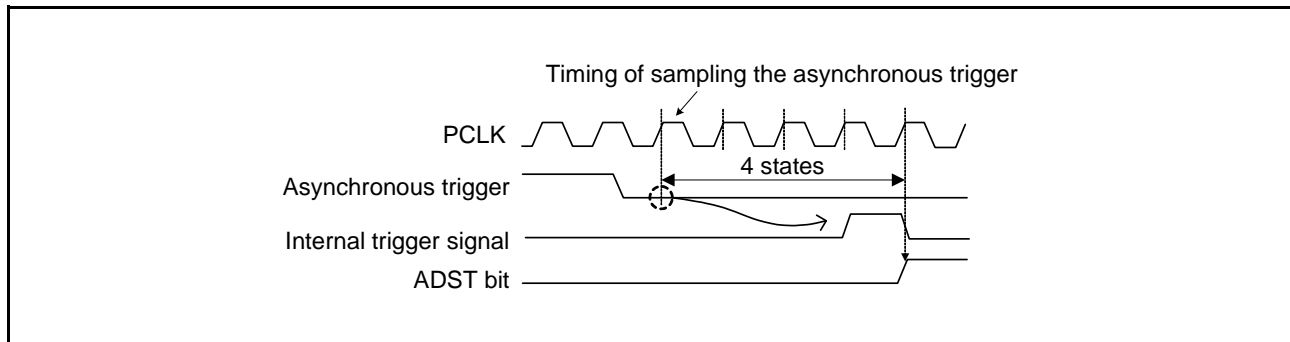 Timing of sampling the asynchronous trigger
PCLK
4 states
Asynchronous trigger
Internal trigger signal
ADST bit